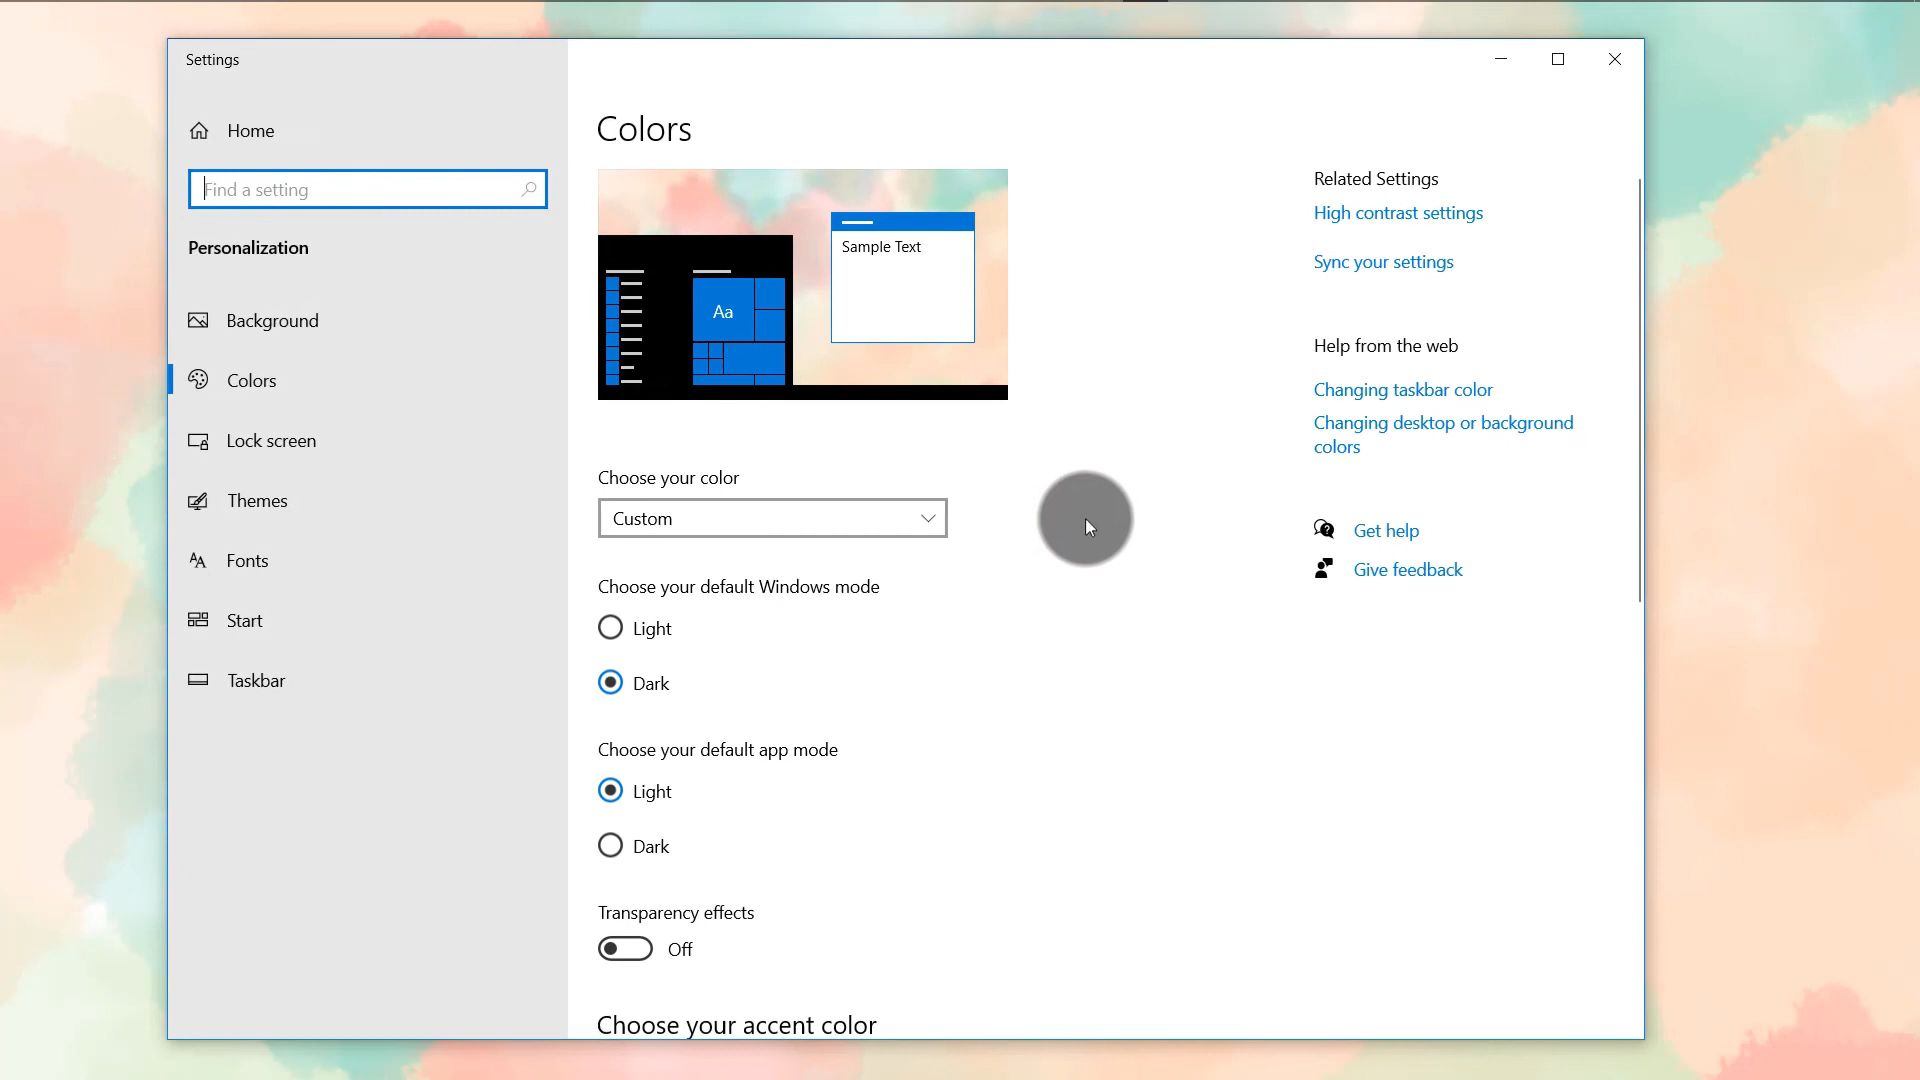 Settings
Home
Find a setting
Personalization
Background
Colors
Lock screen
Themes
Fonts
Start
Taskbar
Colors
Sample Text
Aa
Choose your color
Custom
Choose your default Windows mode
Light
Dark
Choose your default app mode
Light
Dark
Transparency effects
Off
Choose your accent color
Related Settings
High contrast settings
Sync your settings
Help from the web
Changing taskbar color
Changing desktop or background
colors
Get help
Give feedback